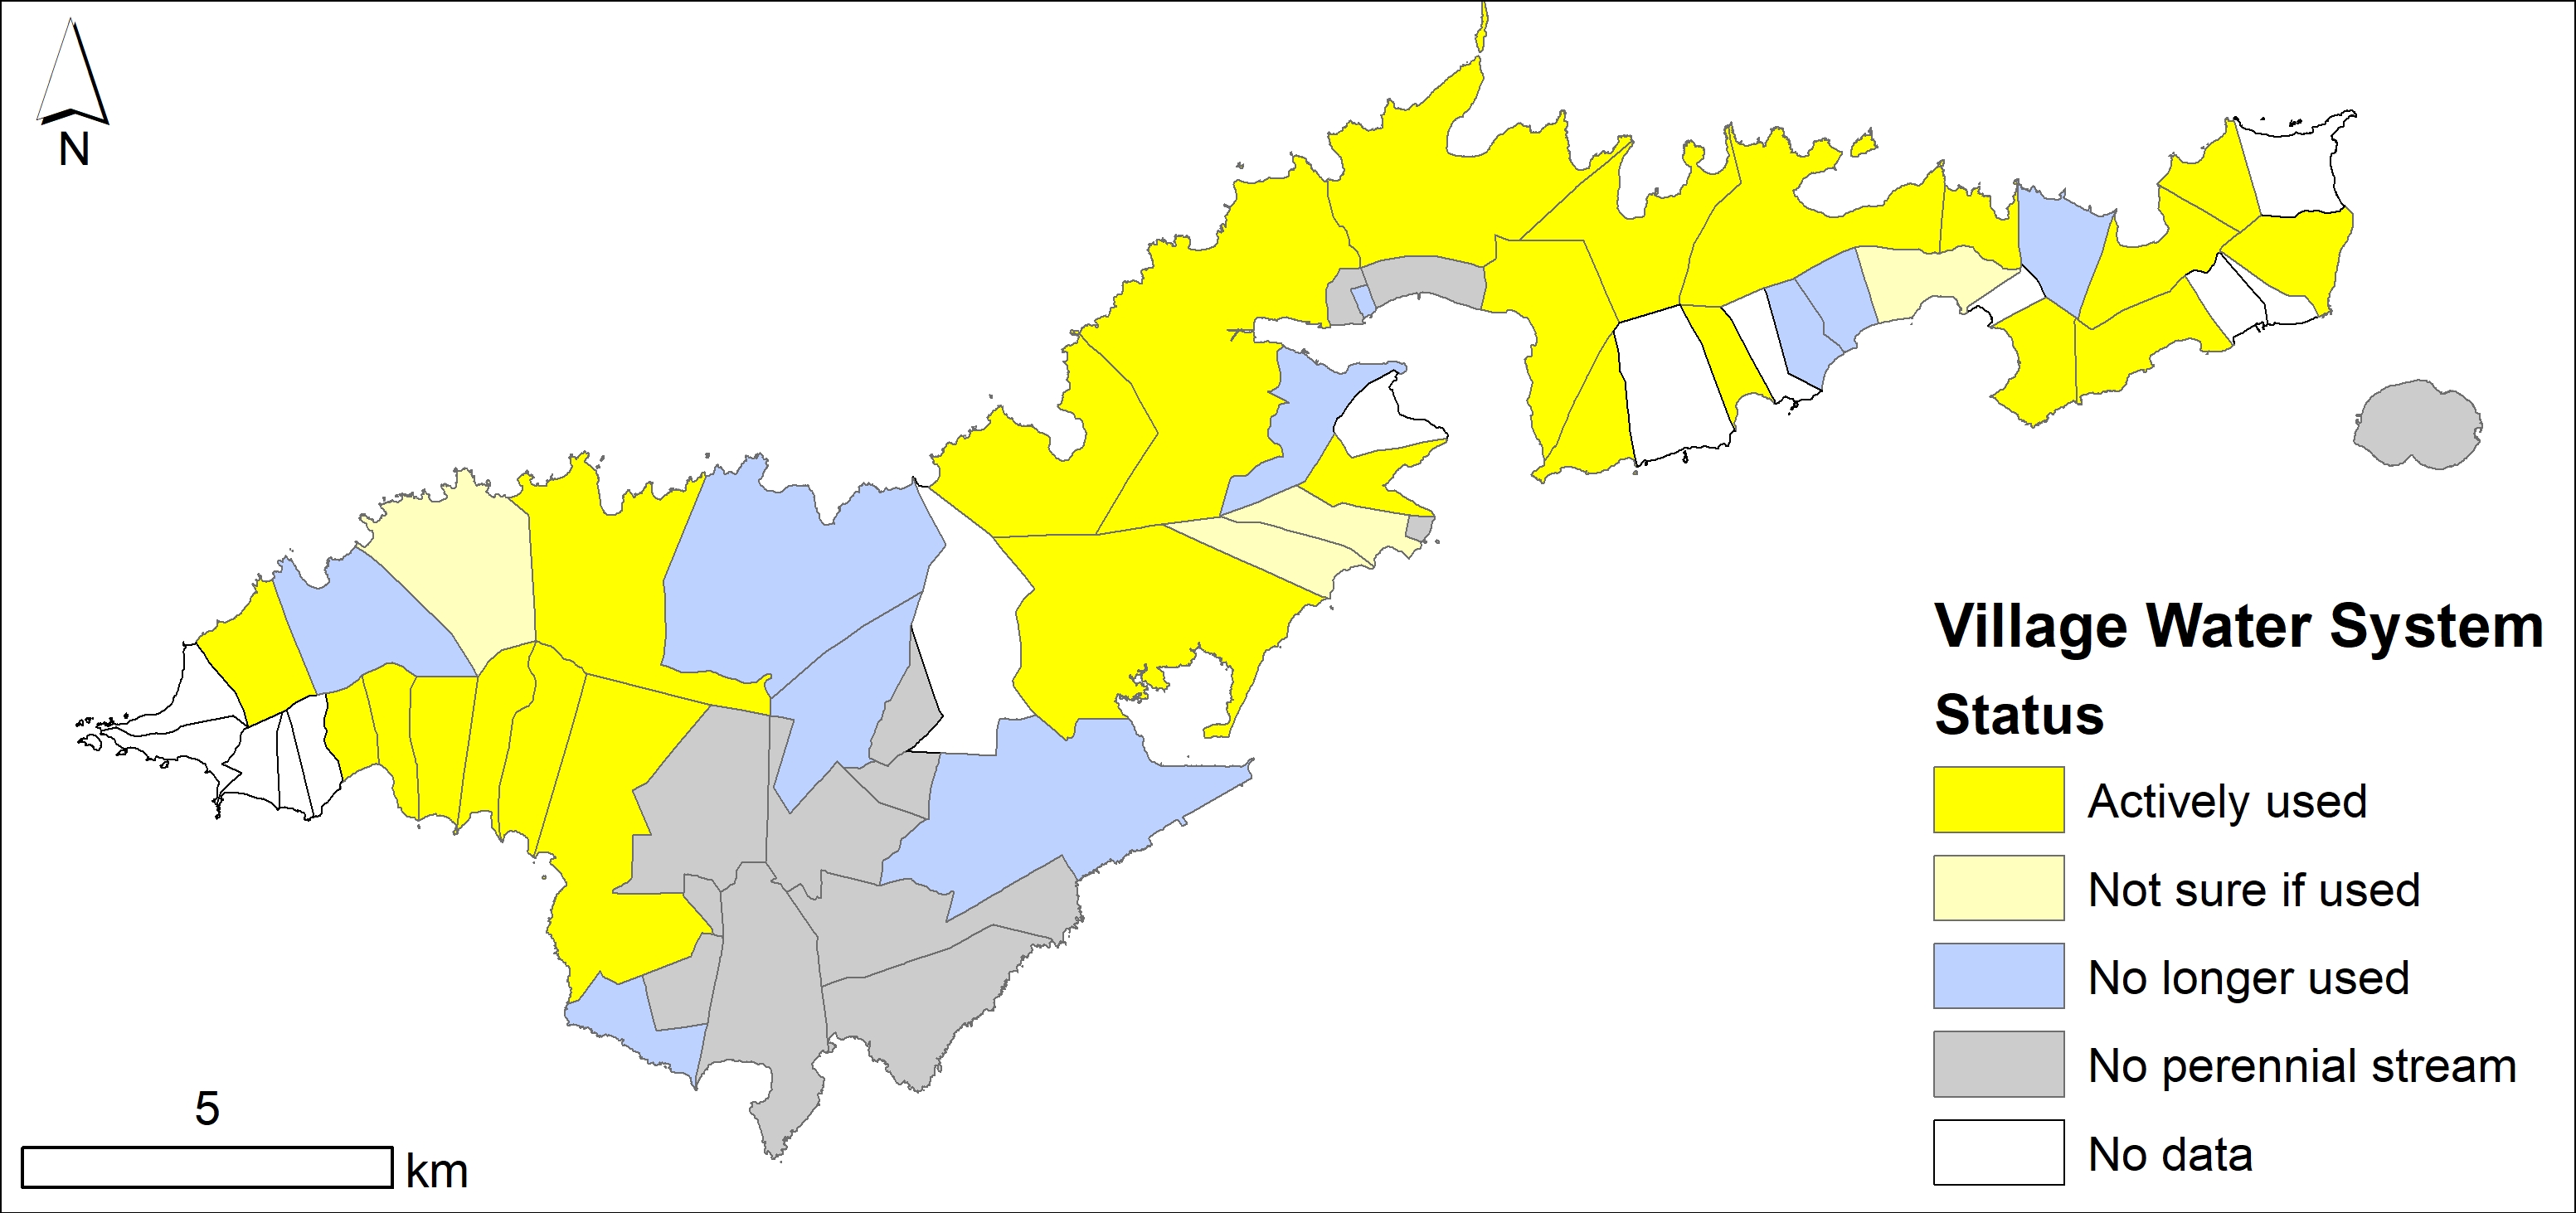 N
Village Water System
Status
Actively used
Not sure if used
No longer used
No perennial stream
No data
5
km